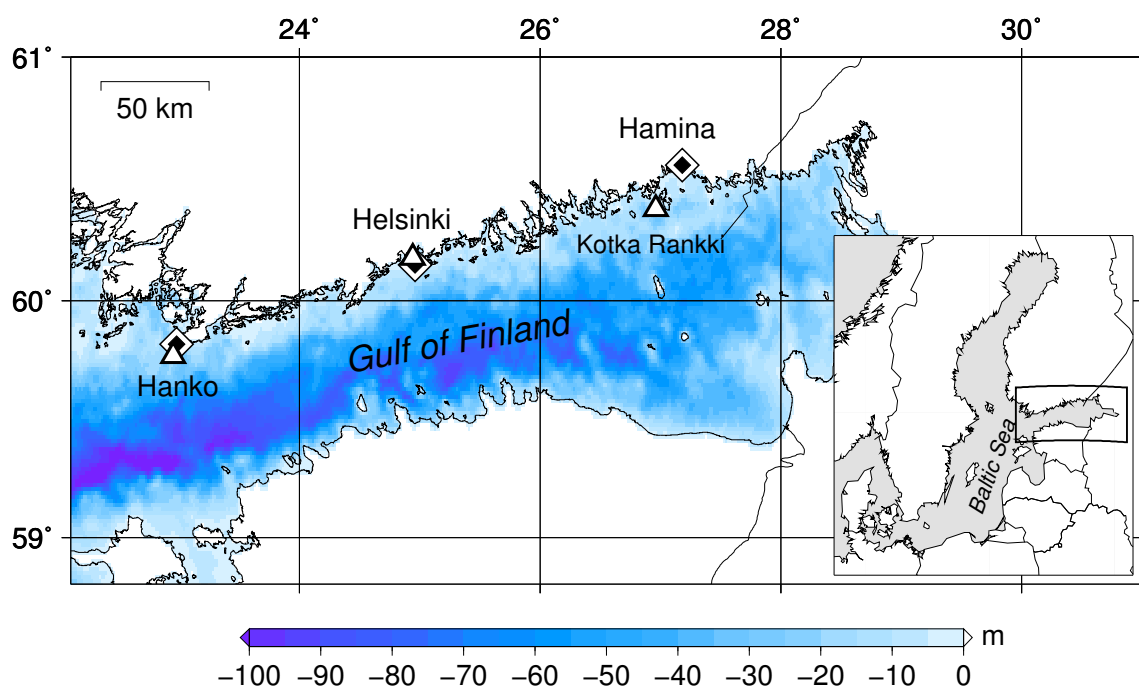 24° 26° 28° 30°
61°
50 km
Hamina
Helsinki
Kotka Rankki
60°
Gulf of Finland
Hanko
Baltic Sea
59°
m
−100 −90 −80 −70 −60 −50 −40 −30 −20 −10 0